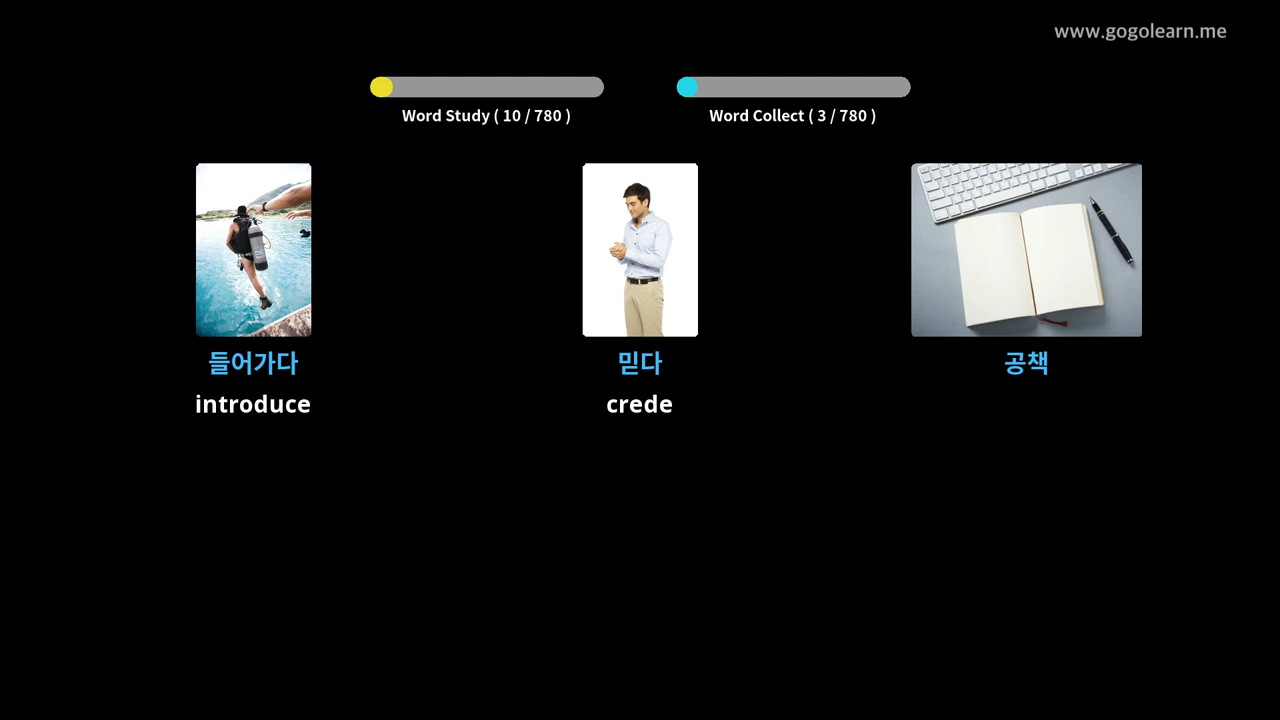 www.gogolearn.me
Word Study ( 10 / 780 )
Word Collect ( 3 / 780 )
들어가다
introduce
믿다
crede
공책